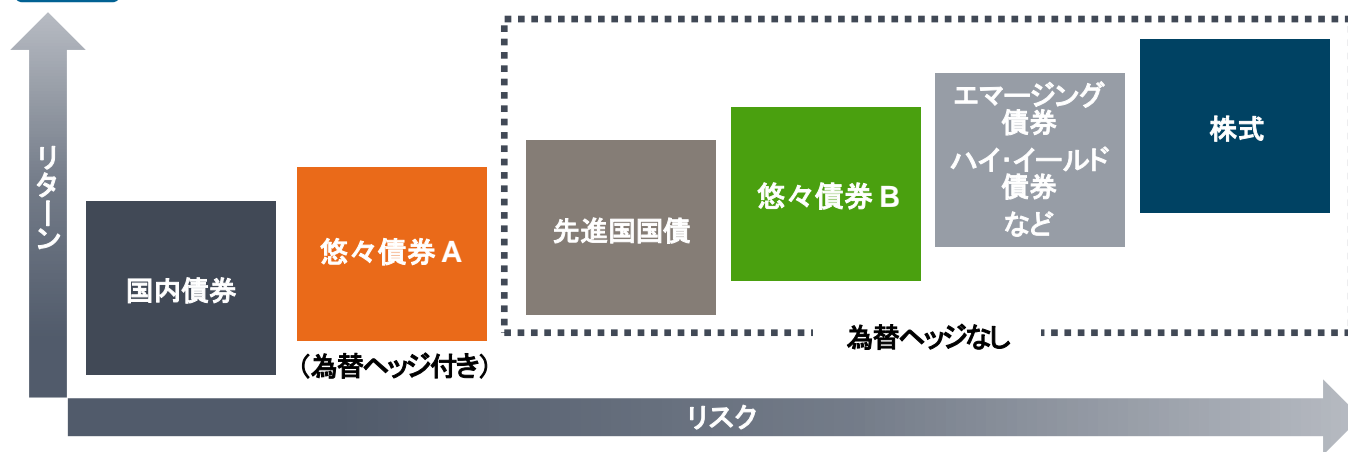 リターン
国内債券
悠々債券 A
（為替ヘッジ付き）
先進国国債
悠々債券 B
エマージング
債券
ハイ・イールド
債券
など
株式
為替ヘッジなし
リスク